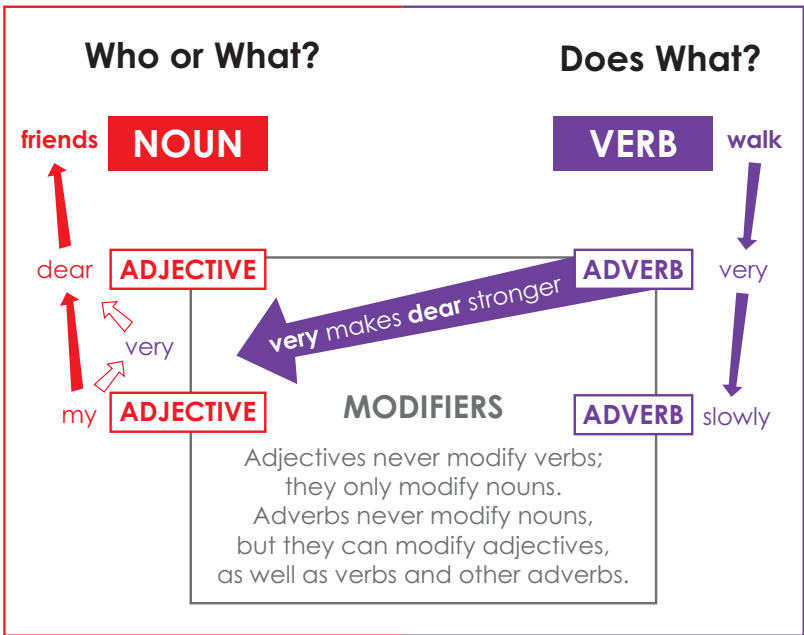 Who or What?
Does What?
friends NOUN
VERB walk
dear ADJECTIVE
ADVERB very
very makes dear stronger
very
my ADJECTIVE
MODIFIERS
ADVERB slowly
Adjectives never modify verbs;
they only modify nouns.
Adverbs never modify nouns,
but they can modify adjectives,
as well as verbs and other adverbs.